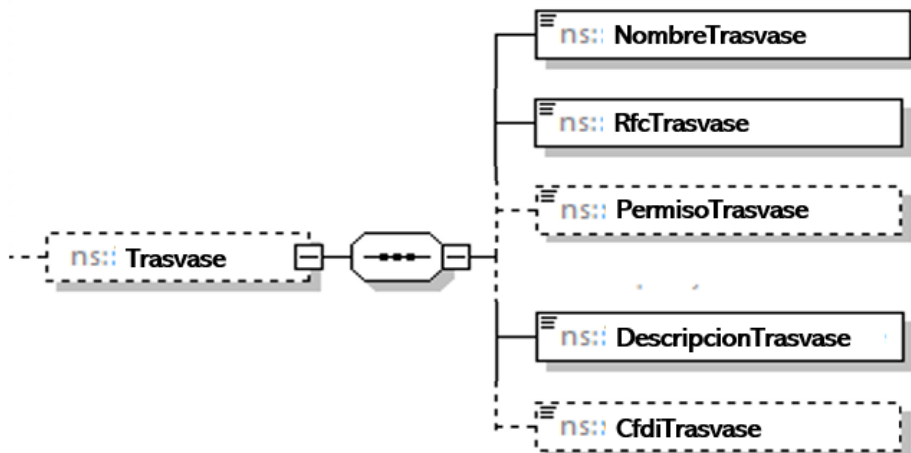 ns:: NombreTrasvase
ns:: RfcTrasvase
ns:: PermisoTrasvase
ns:: Trasvase
ns:: DescripcionTrasvase
ns:: CfdiTrasvase